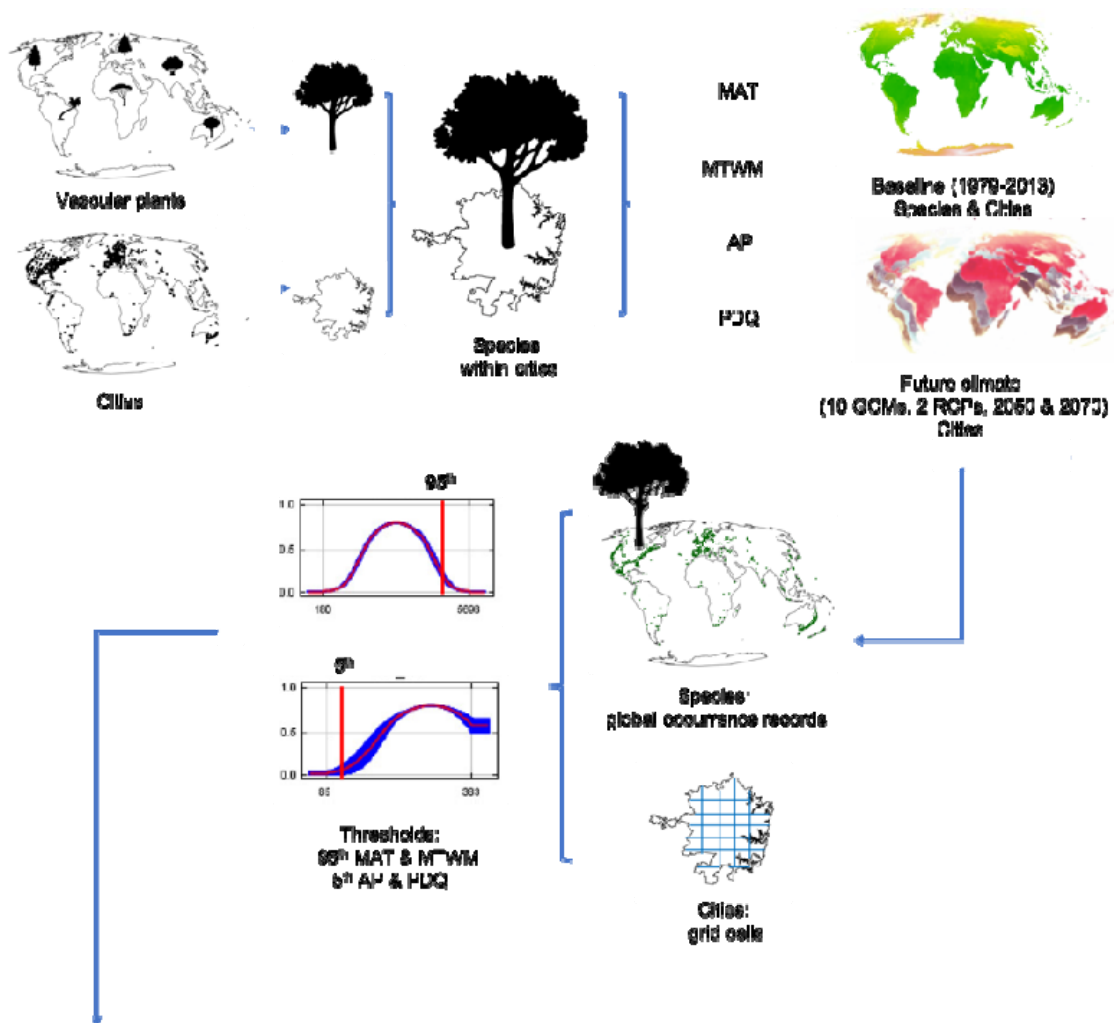 Vascular plants
Cities
Species
within cities
MAT
MTWM
AP
PDQ
Baseline (1979-2013)
Species & Cities
Future climate
(10 GCMs, 2 RCPs, 2050 & 2070)
Cities
95th
1.0
0.5
0.0
180
5th
1.0
0.5
0.0
Thresholds:
95th MAT & MTWM
5th AP & PDQ
Species:
global occurrence records
Cities:
grid cells